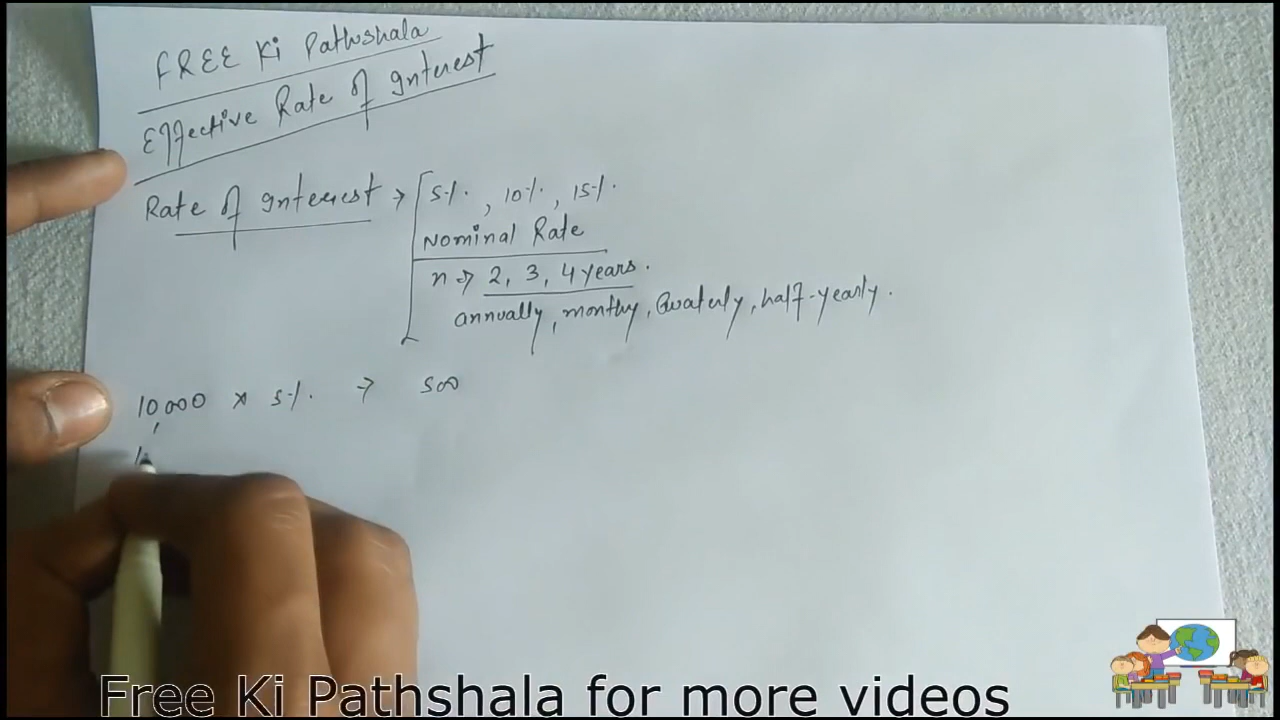 FREE Ki Pathshala
Effective Rate of Interest
Rate of Interest → 5%, 10%, 15%
Nominal Rate
n → 2, 3, 4 years.
annually, monthy, Quaterly, half-yearly.
10,000 × 5% → 500
Free Ki Pathshala for more videos